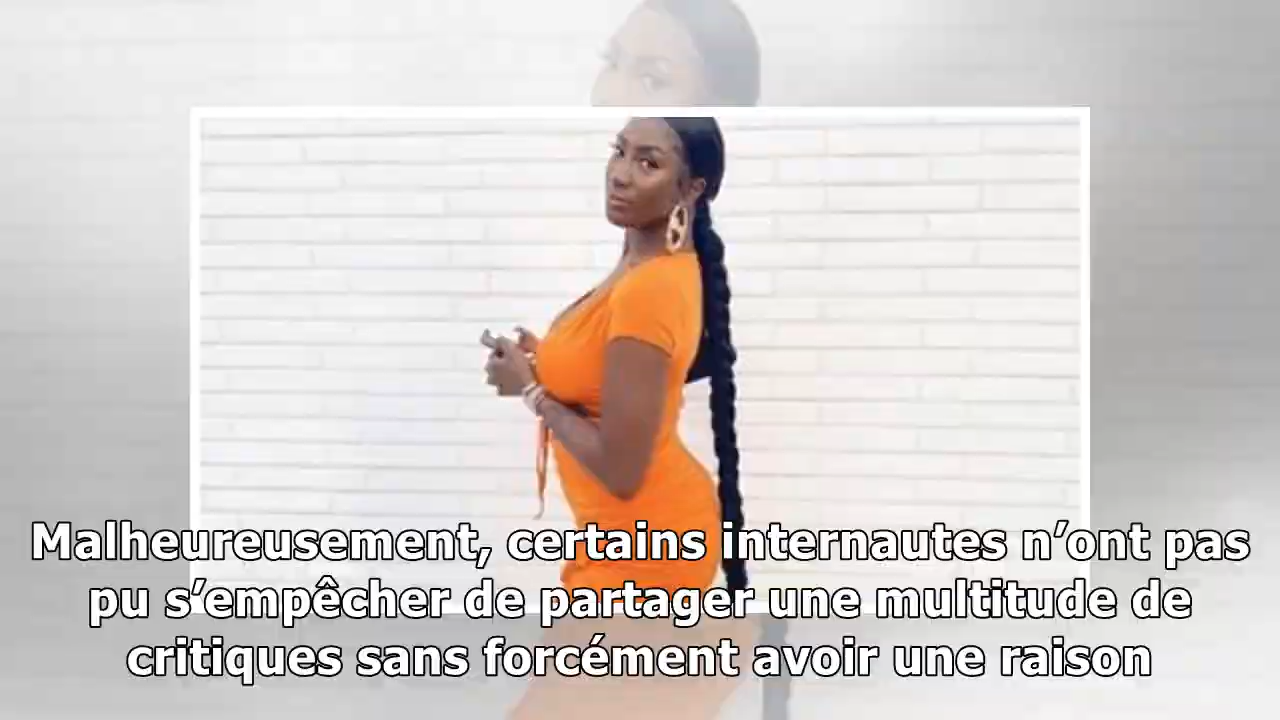 Malheureusement, certains internautes n’ont pas
pu s’empêcher de partager une multitude de
critiques sans forcément avoir une raison